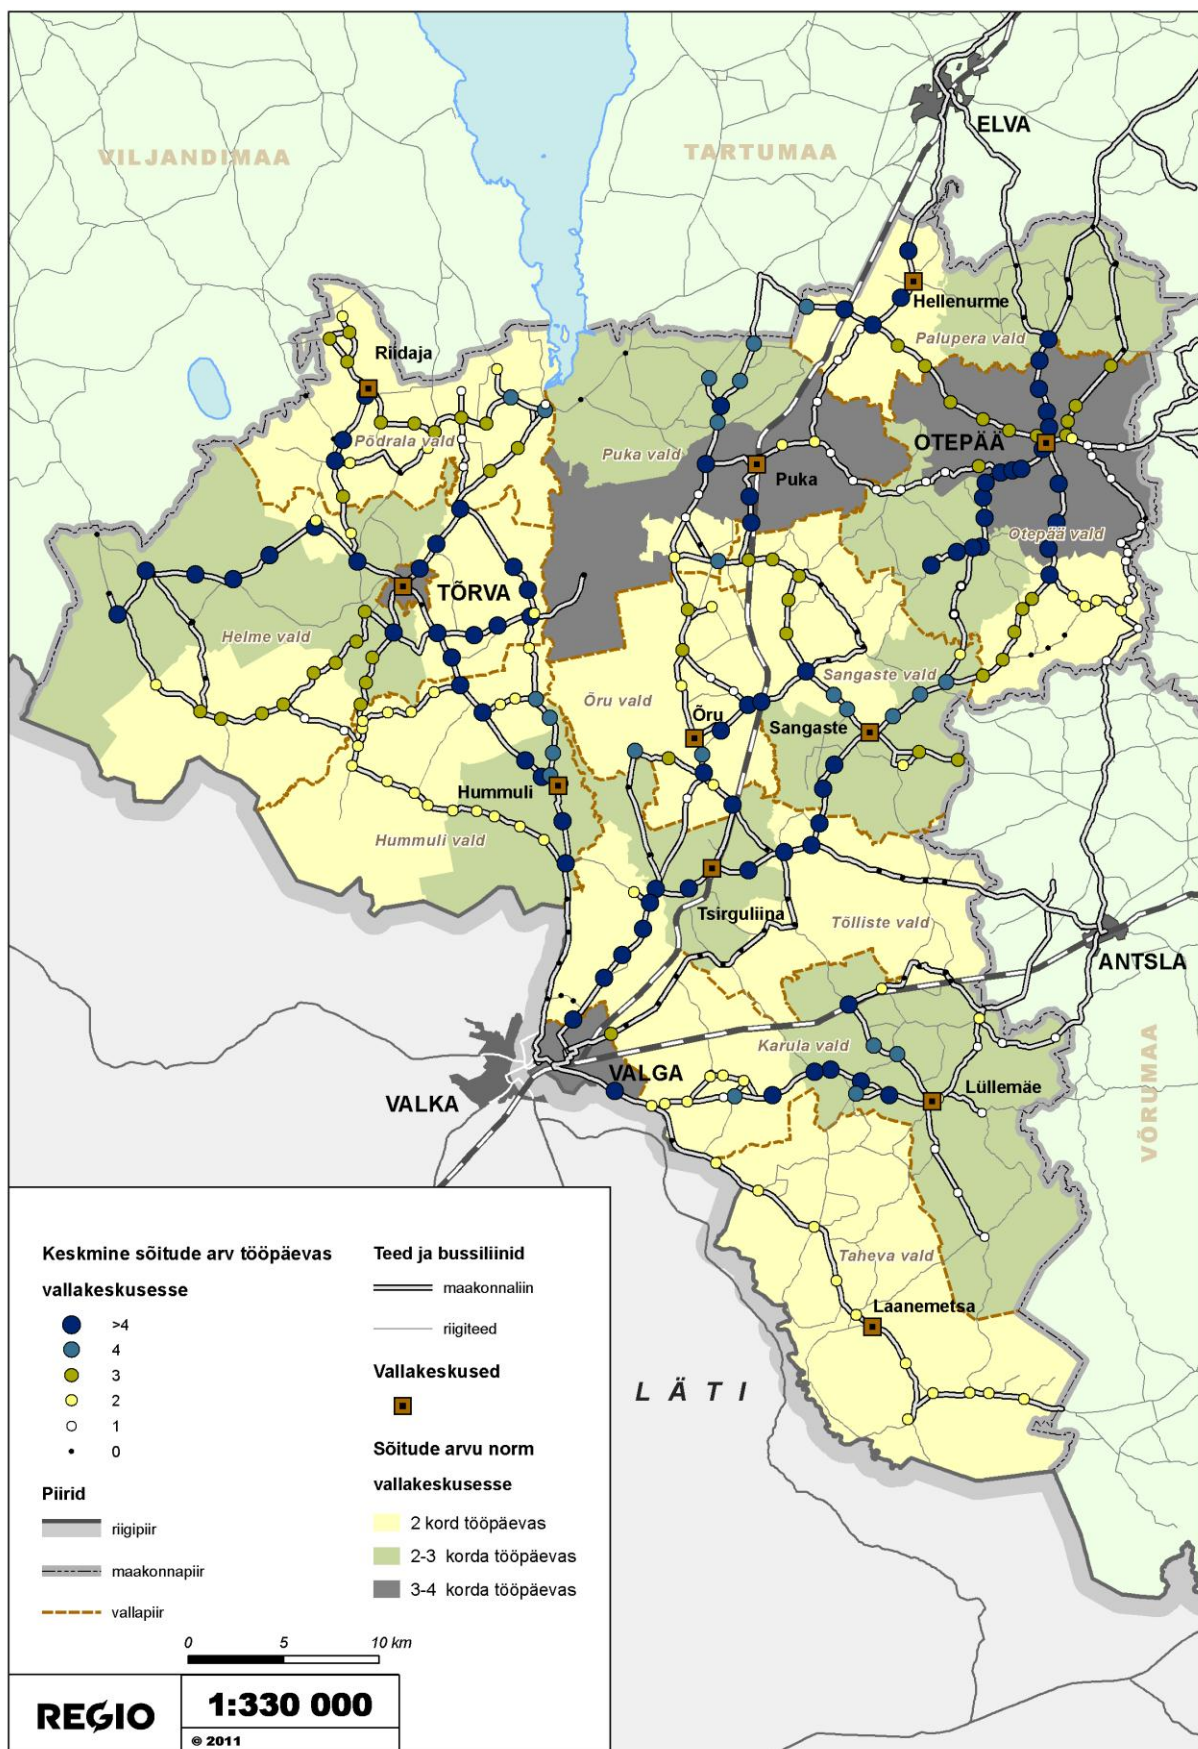 ELVA
VILJANDIMAA
TARTUMAA
Hellenurme
Palupera vald
Riidaja
Põdrala vald
Puka vald
OTEPÄÄ
Puka
Otepää vald
TÕRVA
Helme vald
Sangaste vald
Õru vald
Õru
Sangaste
Hummuli
Hummuli vald
Tsirguliina
Tõlliste vald
ANTSLA
Karula vald
VALGA
Lüllemäe
VALKA
VÕRUMAA
Taheva vald
Laanemetsa
LÄTI
Keskmine sõitude arv tööpäevas
vallakeskusesse
>4
4
3
2
1
0
Piirid
riigipiir
maakonnapiir
vallapiir
Teed ja bussiliinid
maakonnaliin
riigiteed
Vallakeskused
Sõitude arvu norm
vallakeskusesse
2 kord tööpäevas
2-3 korda tööpäevas
3-4 korda tööpäevas
0 5 10 km
REGIO
1:330 000
© 2011